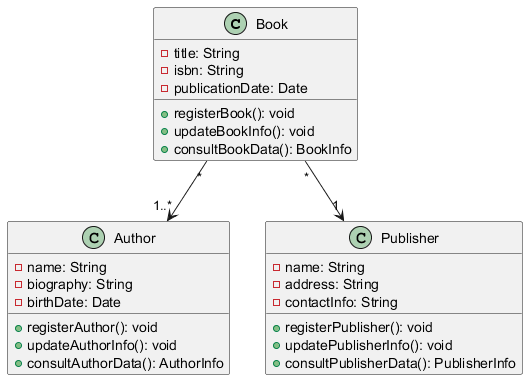 C Book
title: String
isbn: String
publicationDate: Date
registerBook(): void
updateBookInfo(): void
consultBookData(): BookInfo
* *
1..* 1
C Author
name: String
biography: String
birthDate: Date
registerAuthor(): void
updateAuthorInfo(): void
consultAuthorData(): AuthorInfo
C Publisher
name: String
address: String
contactInfo: String
registerPublisher(): void
updatePublisherInfo(): void
consultPublisherData(): PublisherInfo